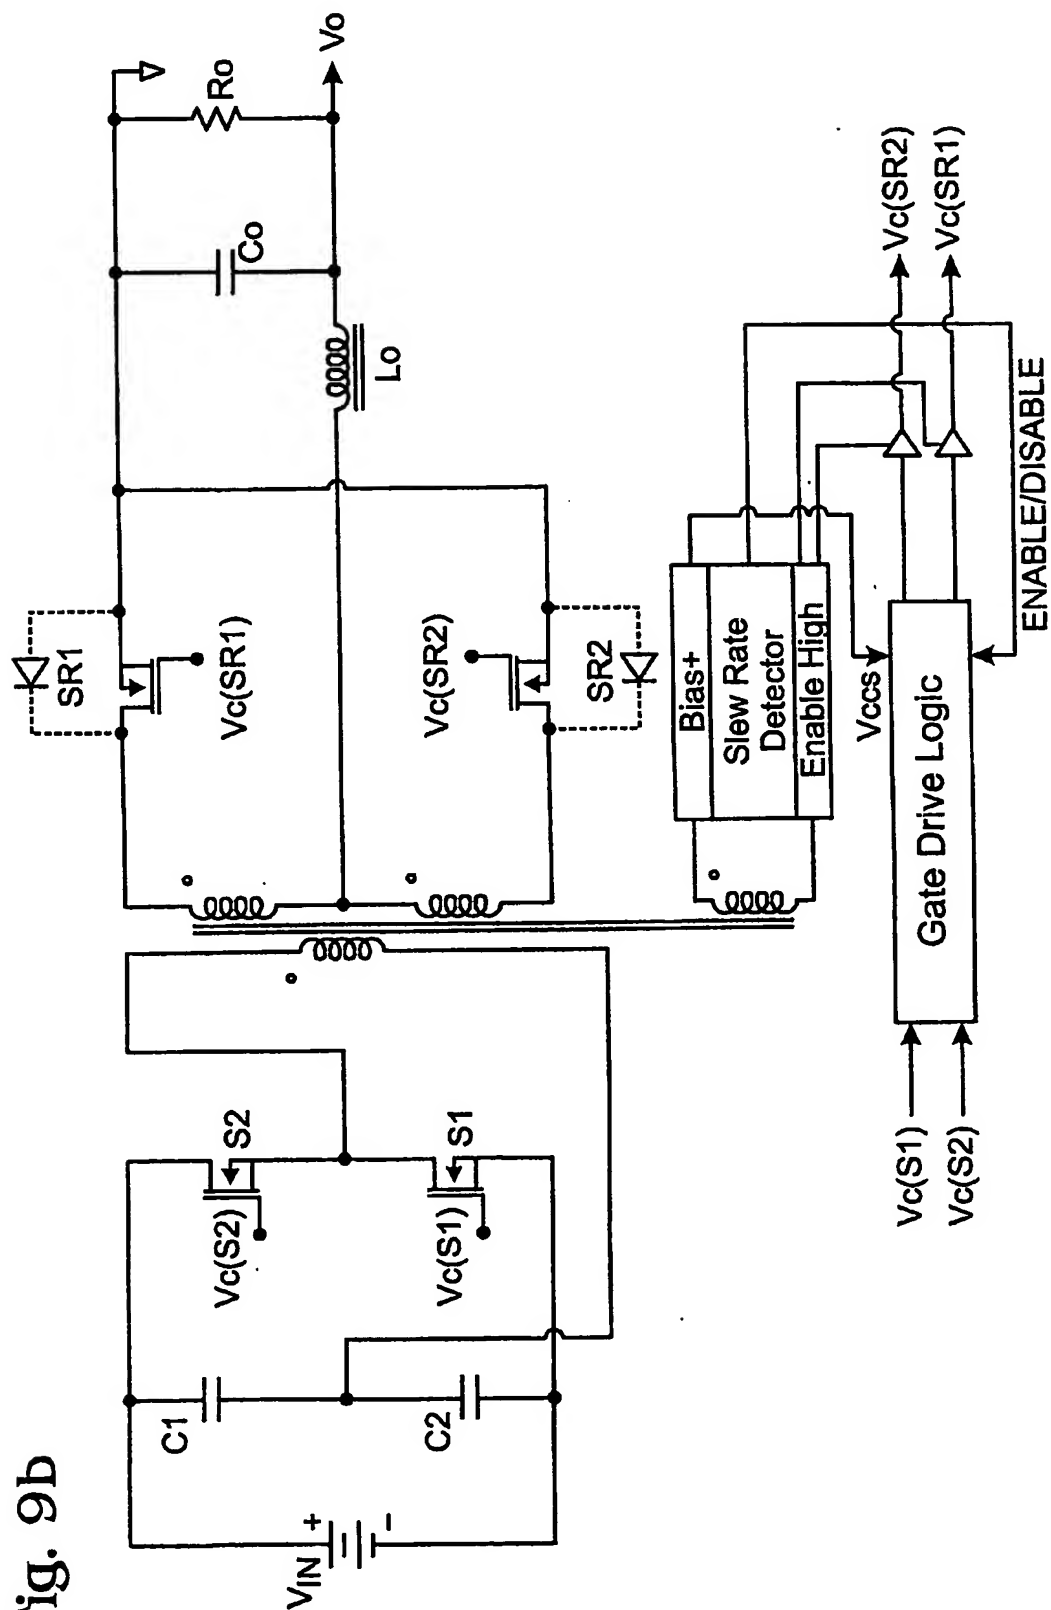 ig. 9b
VIN
+
-
C1
C2
Vc(S2)
S2
Vc(S1)
S1
SR1
Vc(SR1)
Vc(SR2)
SR2
Lo
Co
Ro
Vo
Bias+
Slew Rate
Detector
Enable High
Vccs
Gate Drive Logic
Vc(S1)
Vc(S2)
Vc(SR2)
Vc(SR1)
ENABLE/DISABLE